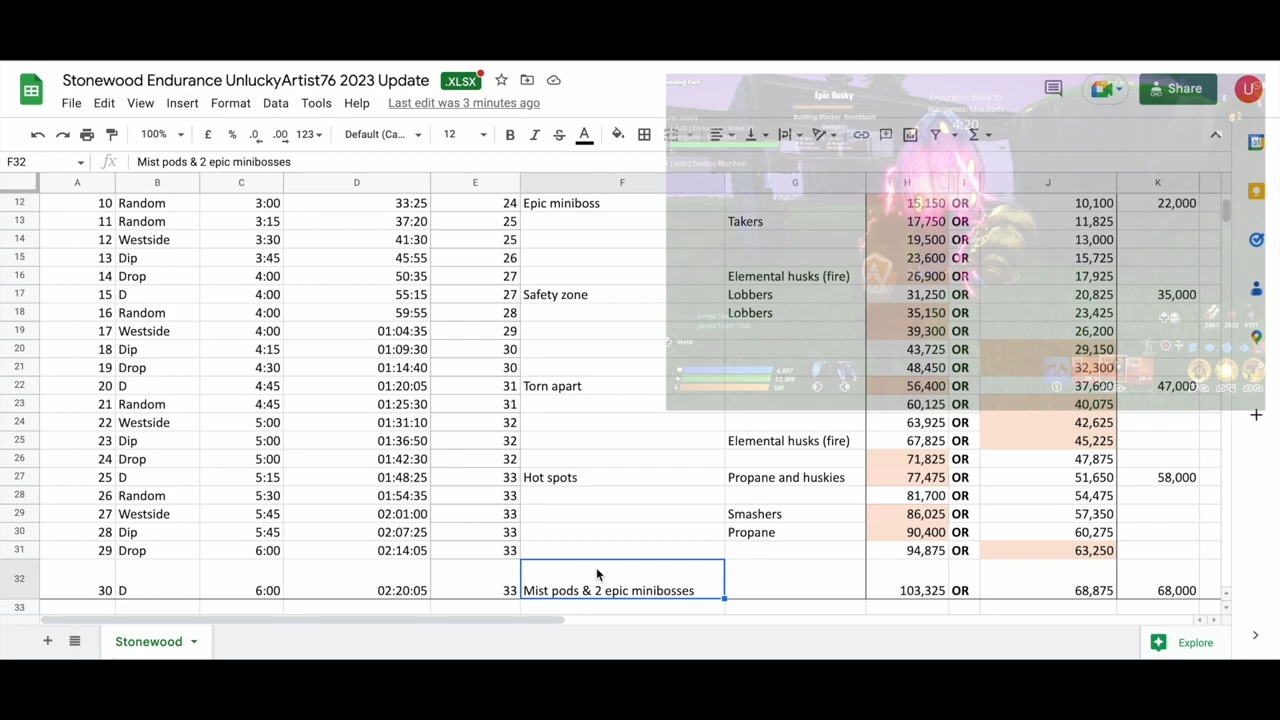 Stonewood Endurance UnluckyArtist76 2023 Update .XLSX
File Edit View Insert Format Data Tools Help Last edit was 3 minutes ago Share U
100% £ % .0 .00 123 Default (Ca... 12 B I S A
F32 fx Mist pods & 2 epic minibosses
Epic Husky
Building Blocker Knockback
Endurance: Wave 30
Wargames: Mist Pods
4:20
A B C D E F G H I J K
12 10 Random 3:00 33:25 24 Epic miniboss 15,150 OR 10,100 22,000
13 11 Random 3:15 37:20 25 Takers 17,750 OR 11,825
14 12 Westside 3:30 41:30 25 19,500 OR 13,000
15 13 Dip 3:45 45:55 26 23,600 OR 15,725
16 14 Drop 4:00 50:35 27 Elemental husks (fire) 26,900 OR 17,925
17 15 D 4:00 55:15 27 Safety zone Lobbers 31,250 OR 20,825 35,000
18 16 Random 4:00 59:55 28 Lobbers 35,150 OR 23,425
19 17 Westside 4:00 01:04:35 29 39,300 OR 26,200
20 18 Dip 4:15 01:09:30 30 43,725 OR 29,150
21 19 Drop 4:30 01:14:40 30 48,450 OR 32,300
22 20 D 4:45 01:20:05 31 Torn apart 56,400 OR 37,600 47,000
23 21 Random 4:45 01:25:30 31 60,125 OR 40,075
24 22 Westside 5:00 01:31:10 32 63,925 OR 42,625
25 23 Dip 5:00 01:36:50 32 Elemental husks (fire) 67,825 OR 45,225
26 24 Drop 5:00 01:42:30 32 71,825 OR 47,875
27 25 D 5:15 01:48:25 33 Hot spots Propane and huskies 77,475 OR 51,650 58,000
28 26 Random 5:30 01:54:35 33 81,700 OR 54,475
29 27 Westside 5:45 02:01:00 33 Smashers 86,025 OR 57,350
30 28 Dip 5:45 02:07:25 33 Propane 90,400 OR 60,275
31 29 Drop 6:00 02:14:05 33 94,875 OR 63,250
32 30 D 6:00 02:20:05 33 Mist pods & 2 epic minibosses 103,325 OR 68,875 68,000
33
Stonewood Explore